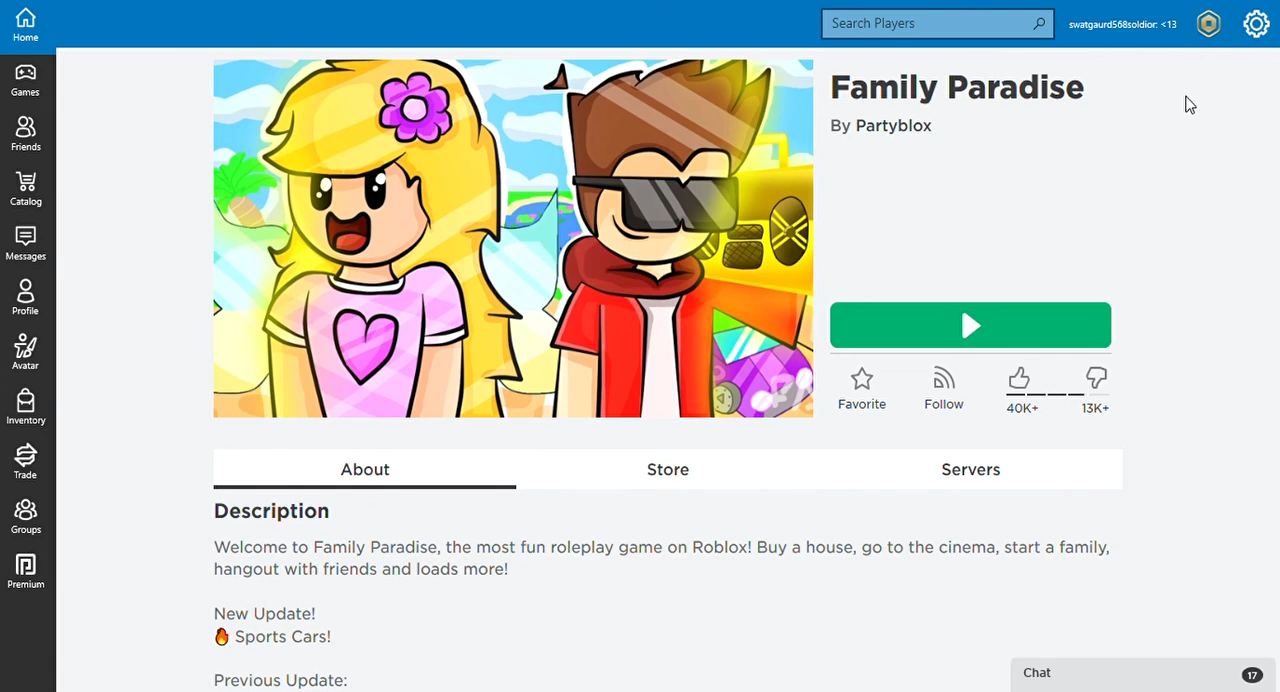 Home
Search Players
swatgaurd568soldior: <13
Games
Friends
Catalog
Messages
Profile
Avatar
Inventory
Trade
Groups
Premium
Family Paradise
By Partyblox
Favorite
Follow
40K+
13K+
About
Store
Servers
Description
Welcome to Family Paradise, the most fun roleplay game on Roblox! Buy a house, go to the cinema, start a family,
hangout with friends and loads more!
New Update!
🔥 Sports Cars!
Previous Update:
Chat
17